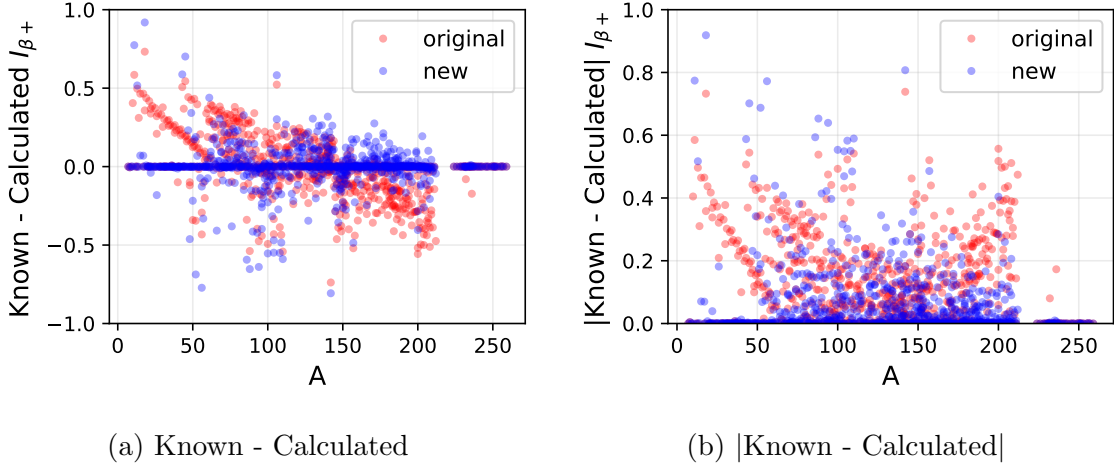 Known - Calculated I_{β+}
1.0
0.5
0.0
−0.5
−1.0
0
50
100
150
200
250
A
original
new
(a) Known - Calculated
|Known - Calculated| I_{β+}
1.0
0.8
0.6
0.4
0.2
0.0
0
50
100
150
200
250
A
original
new
(b) |Known - Calculated|